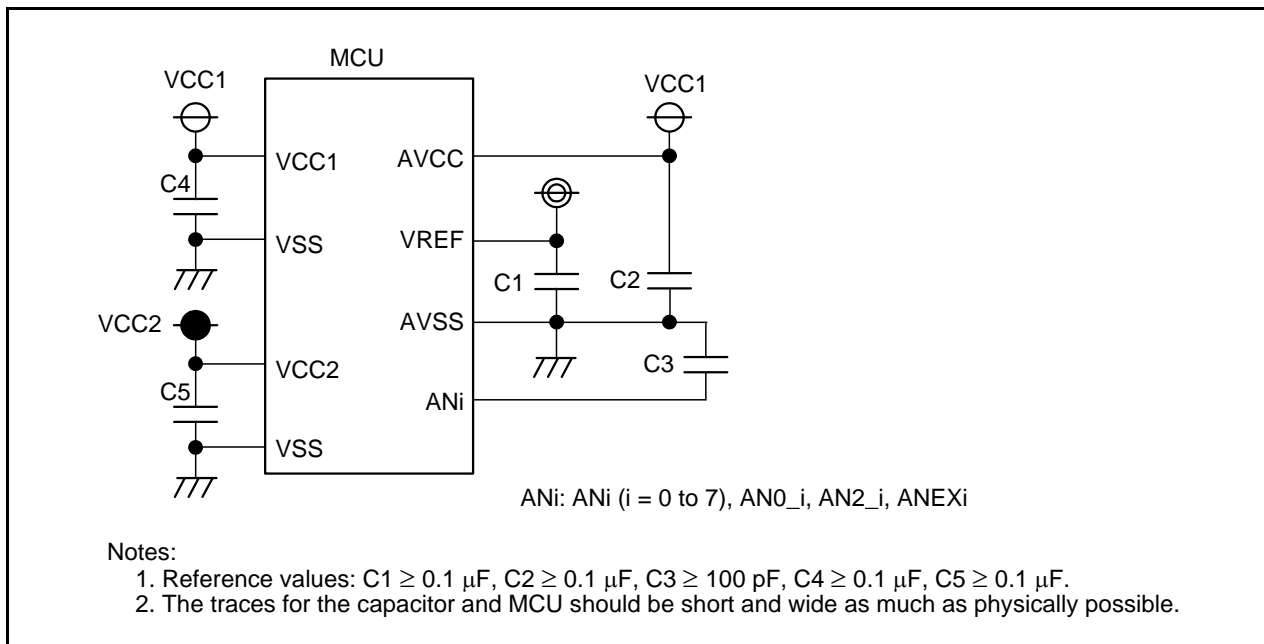 MCU
VCC1
VCC1
VCC1
AVCC
C4
VREF
VSS
C1
C2
VCC2
AVSS
VCC2
C3
C5
ANi
VSS
ANi: ANi (i = 0 to 7), AN0_i, AN2_i, ANEXi
Notes:
1. Reference values: C1 ≥ 0.1 μF, C2 ≥ 0.1 μF, C3 ≥ 100 pF, C4 ≥ 0.1 μF, C5 ≥ 0.1 μF.
2. The traces for the capacitor and MCU should be short and wide as much as physically possible.